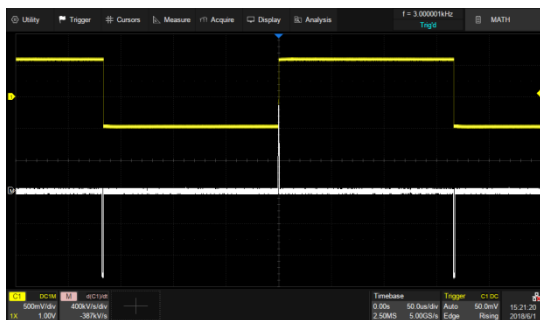 Utility Trigger Cursors Measure Acquire Display Analysis f = 3.000001kHz Trig'd MATH
C1 DC1M
500mV/div
1X 1.00V
M d(C1)/dt
400kV/s/div
-387kV/s
Timebase
0.00s 50.0us/div
2.50MS 5.00GS/s
Trigger C1 DC
Auto 50.0mV
Edge Rising
15:21:20
2018/6/1